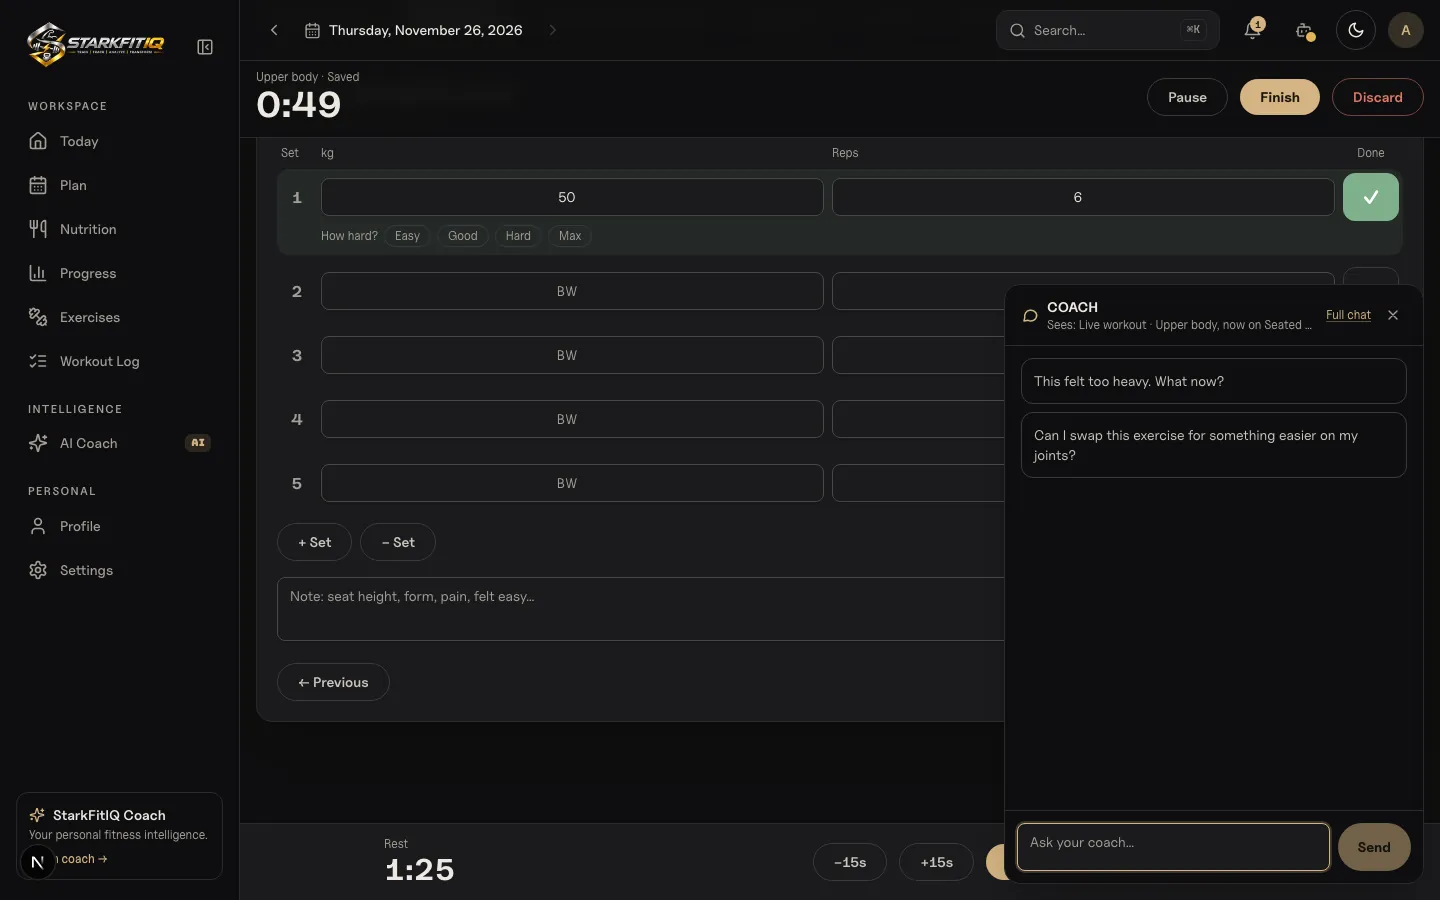 STARKFITIQ
Thursday, November 26, 2026
Search...
⌘K
1
A
WORKSPACE
Today
Plan
Nutrition
Progress
Exercises
Workout Log
INTELLIGENCE
AI Coach
AI
PERSONAL
Profile
Settings
StarkFitIQ Coach
Your personal fitness intelligence.
N
coach →
Upper body · Saved
0:49
Pause
Finish
Discard
Set kg Reps Done
1 50 6
How hard? Easy Good Hard Max
2 BW
3 BW
4 BW
5 BW
+ Set
− Set
Note: seat height, form, pain, felt easy...
← Previous
Rest
1:25
−15s
+15s
COACH
Sees: Live workout · Upper body, now on Seated ...
Full chat
This felt too heavy. What now?
Can I swap this exercise for something easier on my
joints?
Ask your coach...
Send